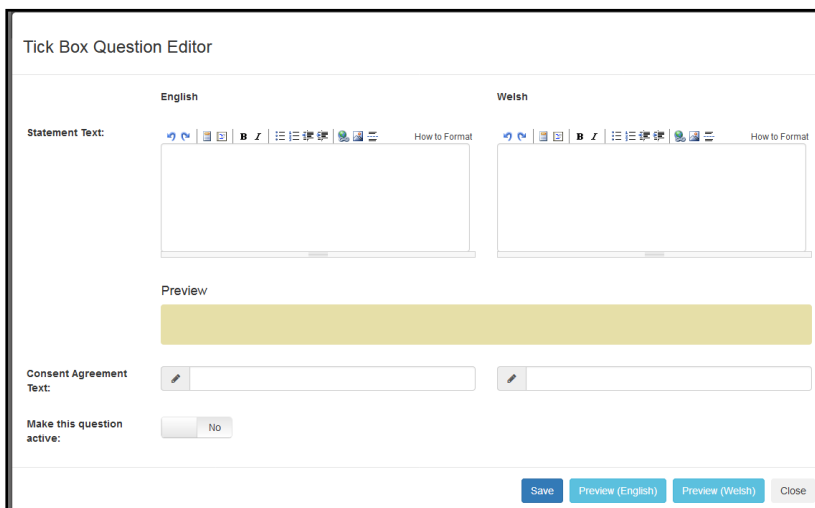 Tick Box Question Editor
English Welsh
Statement Text: B I How to Format B I How to Format
Preview
Consent Agreement
Text:
Make this question
active:
No
Save Preview (English) Preview (Welsh) Close